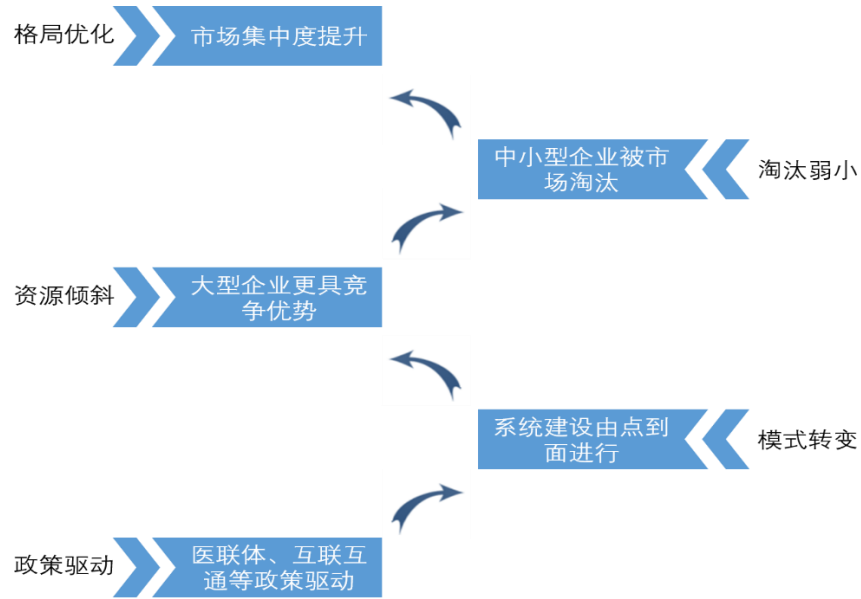 格局优化
市场集中度提升
中小型企业被市
场淘汰
淘汰弱小
资源倾斜
大型企业更具竞
争优势
系统建设由点到
面进行
模式转变
政策驱动
医联体、互联互
通等政策驱动